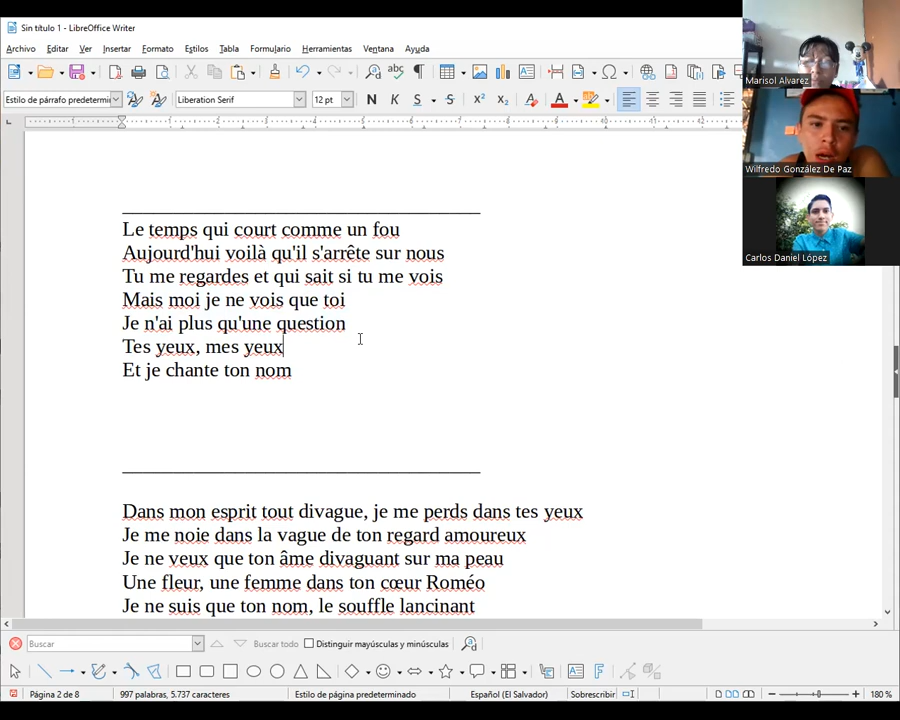 Sin título 1 - LibreOffice Writer
Archivo Editar Ver Insertar Formato Estilos Tabla Formulario Herramientas Ventana Ayuda
Estilo de párrafo predetermi Liberation Serif 12 pt N K S X² X₂ A
Marisol Alvarez
Wilfredo González De Paz
Carlos Daniel López
Le temps qui court comme un fou
Aujourd'hui voilà qu'il s'arrête sur nous
Tu me regardes et qui sait si tu me vois
Mais moi je ne vois que toi
Je n'ai plus qu'une question
Tes yeux, mes yeux
Et je chante ton nom
Dans mon esprit tout divague, je me perds dans tes yeux
Je me noie dans la vague de ton regard amoureux
Je ne veux que ton âme divaguant sur ma peau
Une fleur, une femme dans ton cœur Roméo
Je ne suis que ton nom, le souffle lancinant
Buscar Buscar todo Distinguir mayúsculas y minúsculas
Página 2 de 8 997 palabras, 5.737 caracteres Estilo de página predeterminado Español (El Salvador) Sobrescribir 180 %